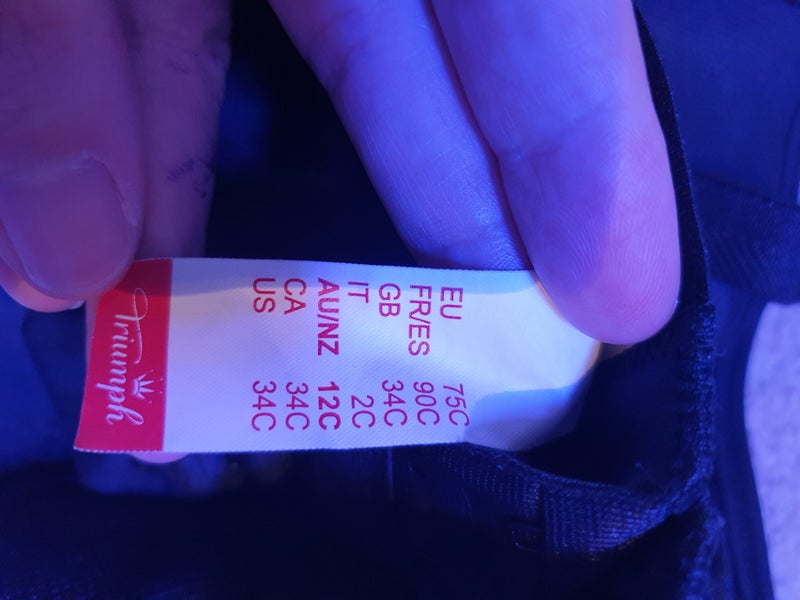 EU 75C
FR/ES 90C
GB 34C
IT 2C
AU/NZ 12C
CA 34C
US 34C
Triumph